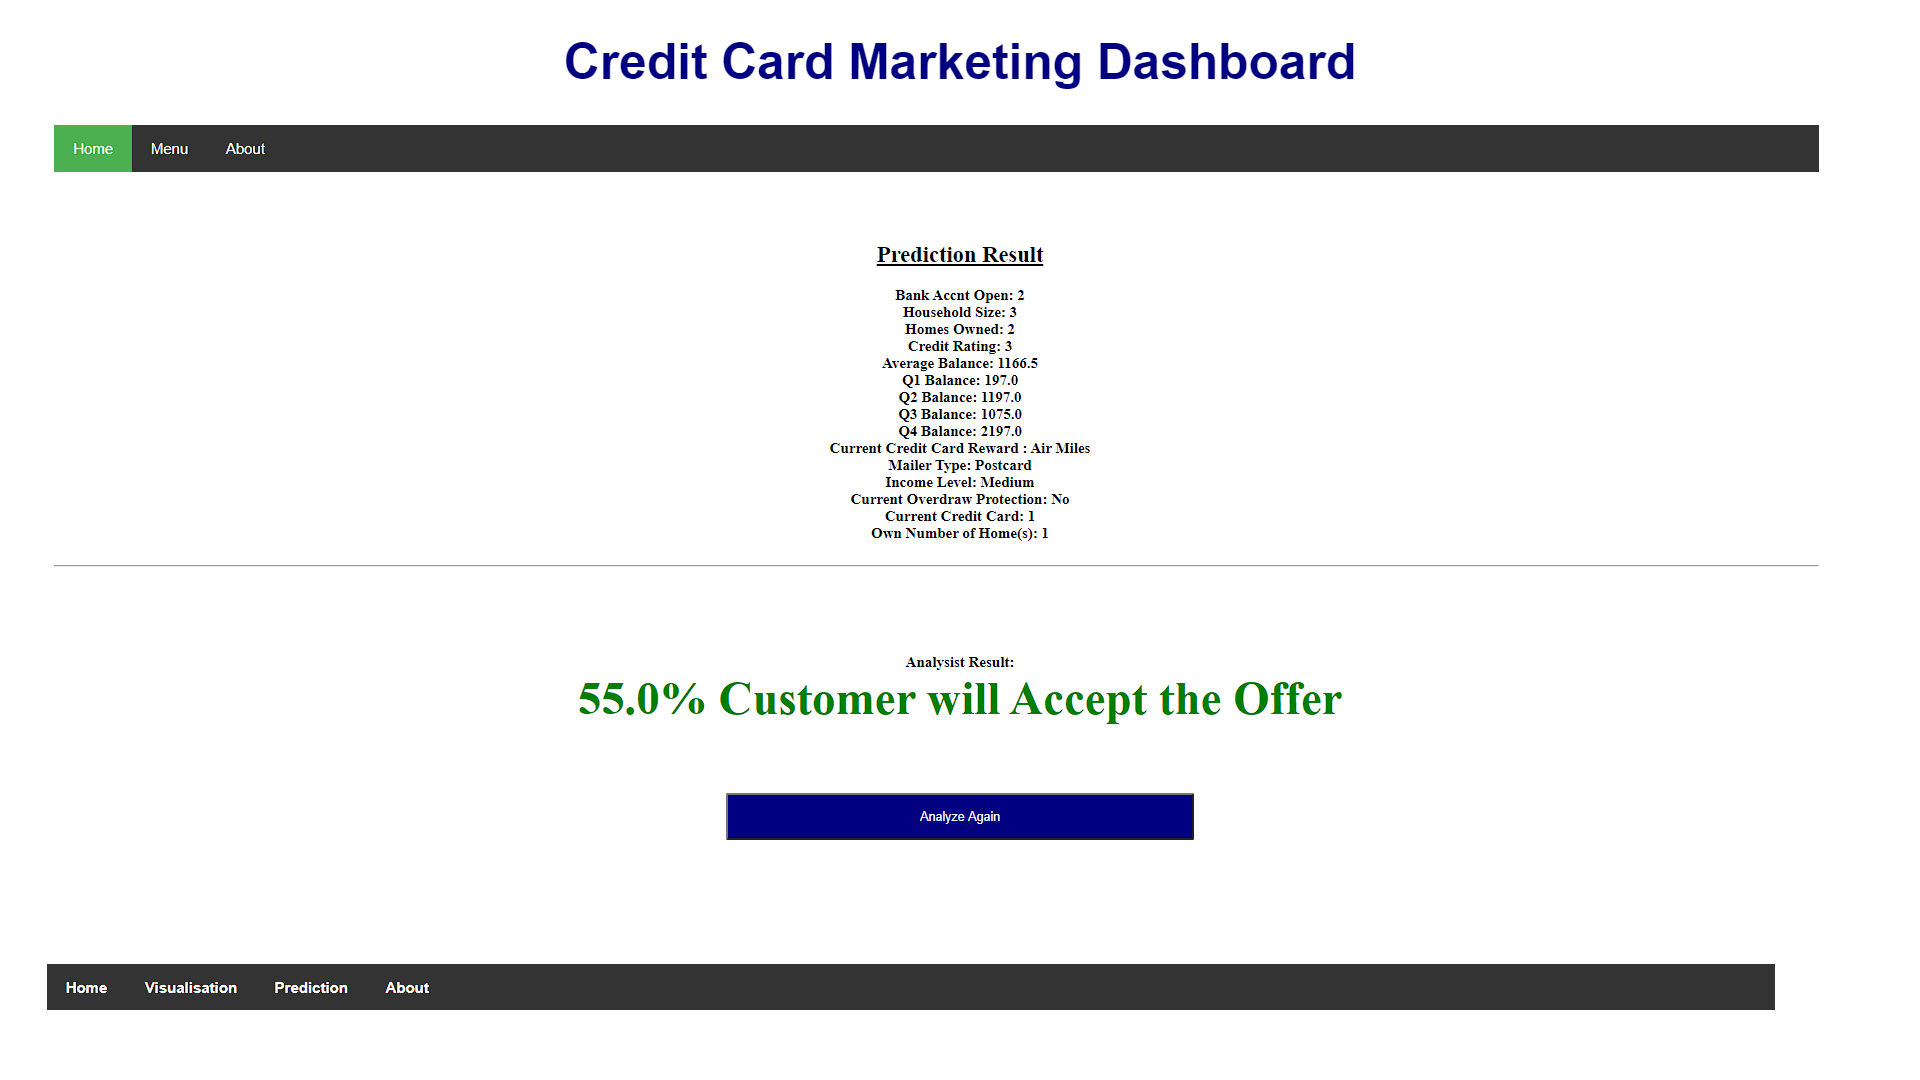 Credit Card Marketing Dashboard
Home Menu About
Prediction Result
Bank Accnt Open: 2
Household Size: 3
Homes Owned: 2
Credit Rating: 3
Average Balance: 1166.5
Q1 Balance: 197.0
Q2 Balance: 1197.0
Q3 Balance: 1075.0
Q4 Balance: 2197.0
Current Credit Card Reward : Air Miles
Mailer Type: Postcard
Income Level: Medium
Current Overdraw Protection: No
Current Credit Card: 1
Own Number of Home(s): 1
Analysist Result:
55.0% Customer will Accept the Offer
Analyze Again
Home Visualisation Prediction About